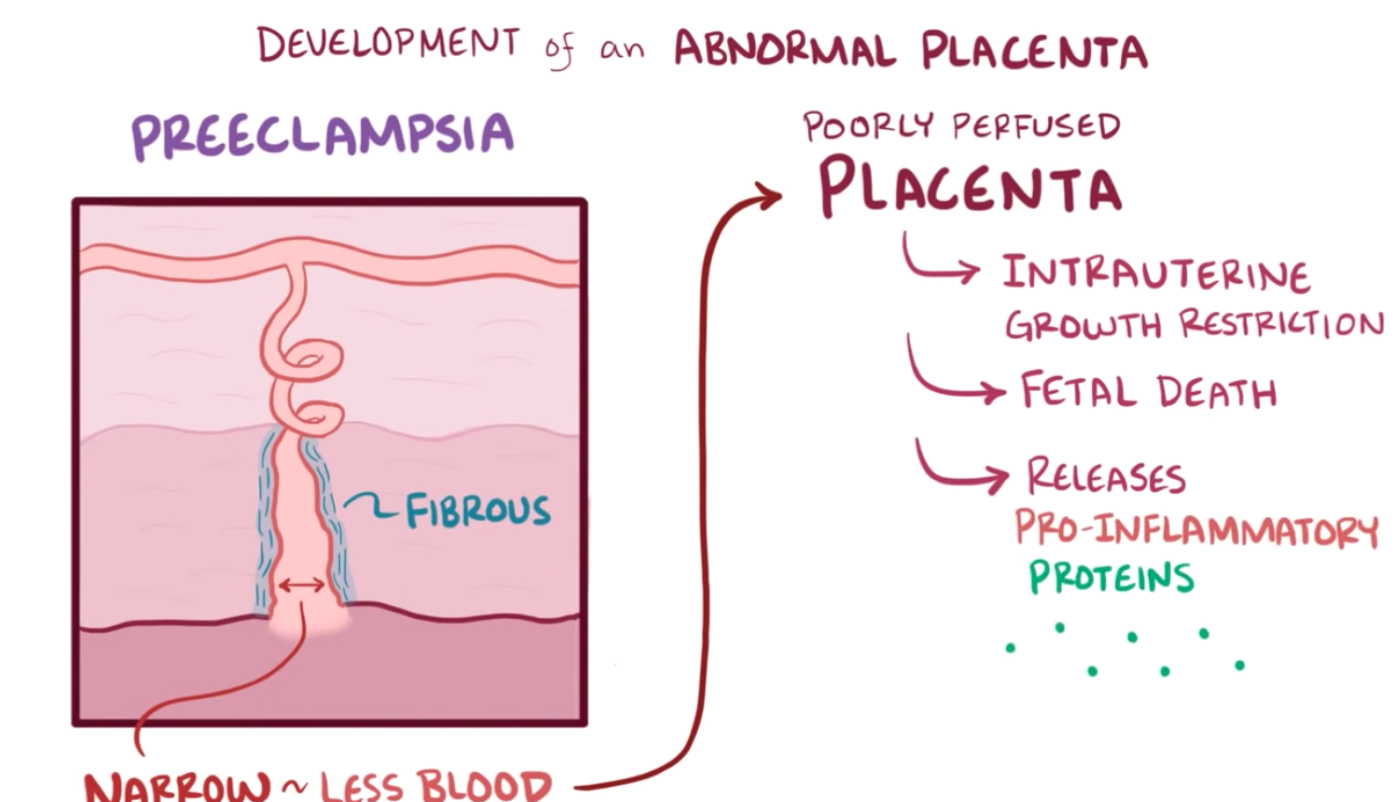 DEVELOPMENT of an ABNORMAL PLACENTA
PREECLAMPSIA
FIBROUS
NARROW ~ LESS BLOOD
POORLY PERFUSED
PLACENTA
INTRAUTERINE
GROWTH RESTRICTION
FETAL DEATH
RELEASES
PRO-INFLAMMATORY
PROTEINS